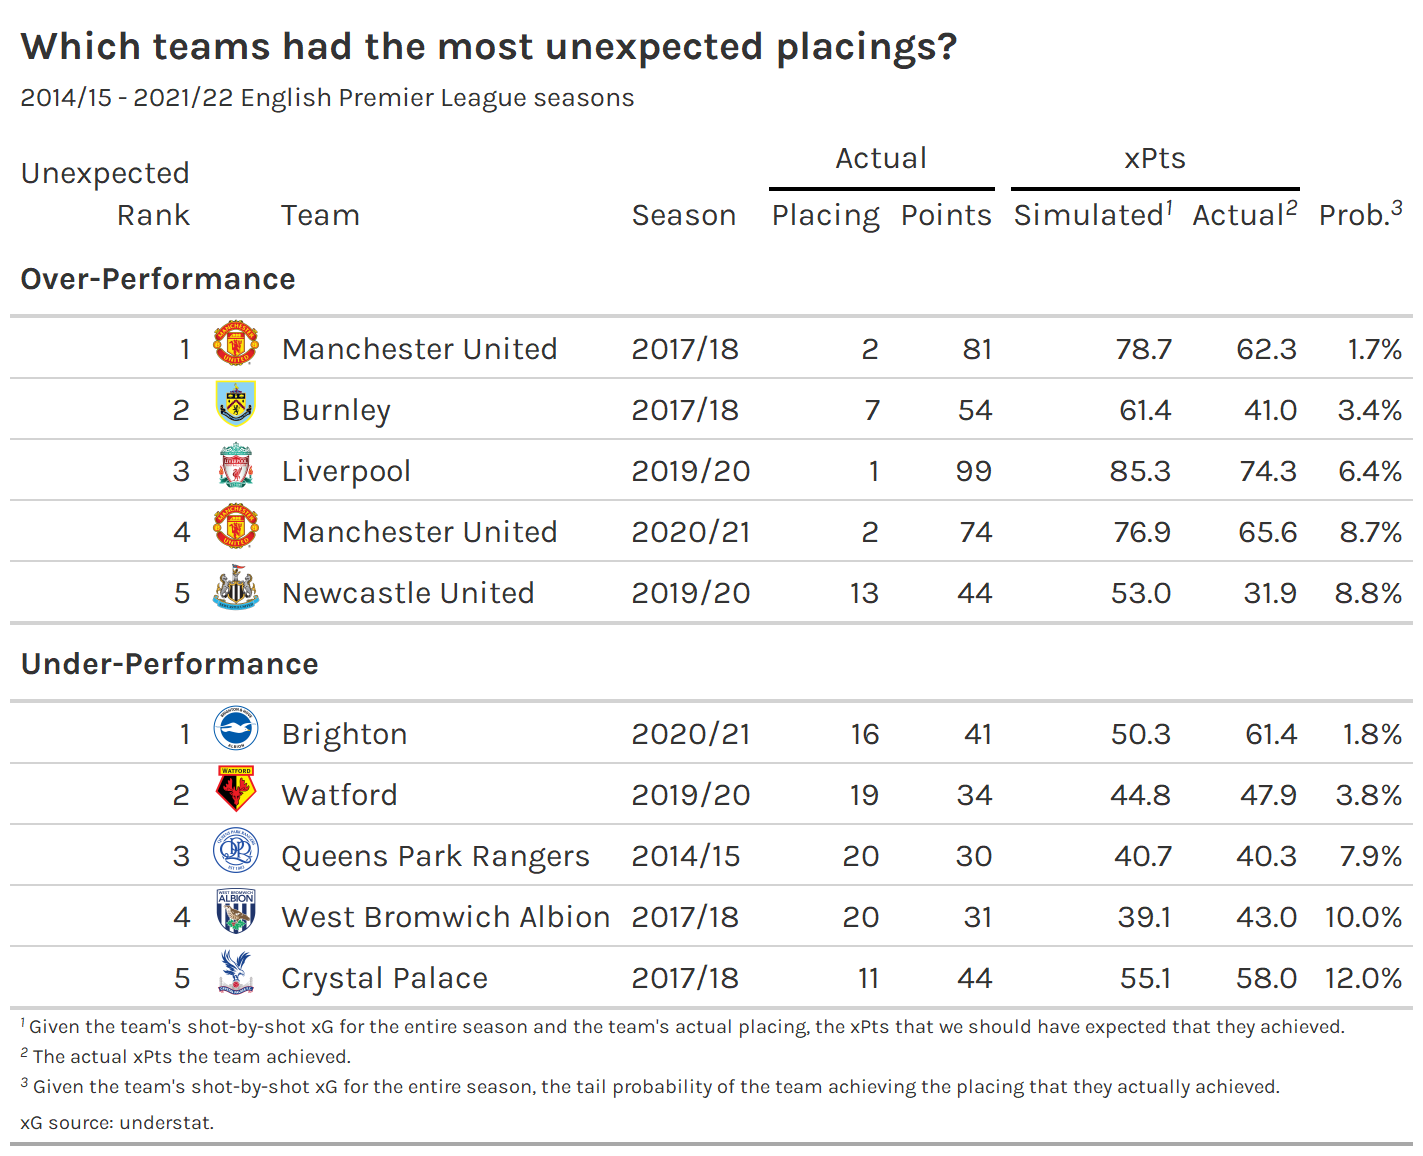 Which teams had the most unexpected placings?
2014/15 - 2021/22 English Premier League seasons
Actual xPts
Unexpected
Rank Team Season Placing Points Simulated1 Actual2 Prob.3
Over-Performance
1 Manchester United 2017/18 2 81 78.7 62.3 1.7%
2 Burnley 2017/18 7 54 61.4 41.0 3.4%
3 Liverpool 2019/20 1 99 85.3 74.3 6.4%
4 Manchester United 2020/21 2 74 76.9 65.6 8.7%
5 Newcastle United 2019/20 13 44 53.0 31.9 8.8%
Under-Performance
1 Brighton 2020/21 16 41 50.3 61.4 1.8%
2 Watford 2019/20 19 34 44.8 47.9 3.8%
3 Queens Park Rangers 2014/15 20 30 40.7 40.3 7.9%
4 West Bromwich Albion 2017/18 20 31 39.1 43.0 10.0%
5 Crystal Palace 2017/18 11 44 55.1 58.0 12.0%
1 Given the team's shot-by-shot xG for the entire season and the team's actual placing, the xPts that we should have expected that they achieved.
2 The actual xPts the team achieved.
3 Given the team's shot-by-shot xG for the entire season, the tail probability of the team achieving the placing that they actually achieved.
xG source: understat.